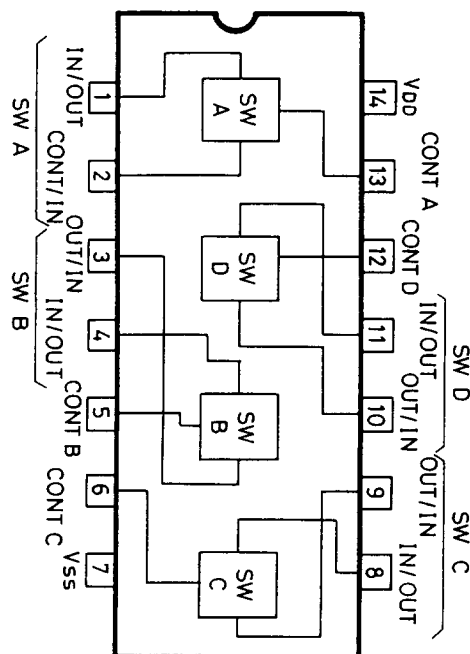 SW A
IN/OUT
1
CONT/IN
2
SW B
OUT/IN
3
IN/OUT
4
CONT B
5
CONT C
6
Vss
7
SW
A
SW
D
SW
B
SW
C
14
VDD
13
CONT A
12
CONT D
SW D
11
IN/OUT
10
OUT/IN
SW C
9
OUT/IN
8
IN/OUT